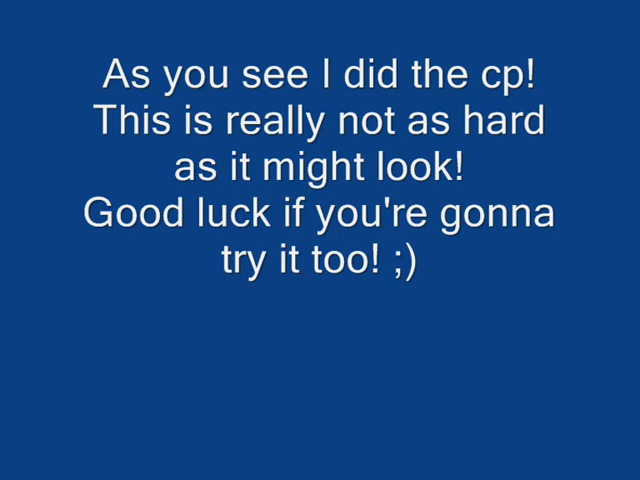 As you see I did the cp!
This is really not as hard
as it might look!
Good luck if you're gonna
try it too! ;)